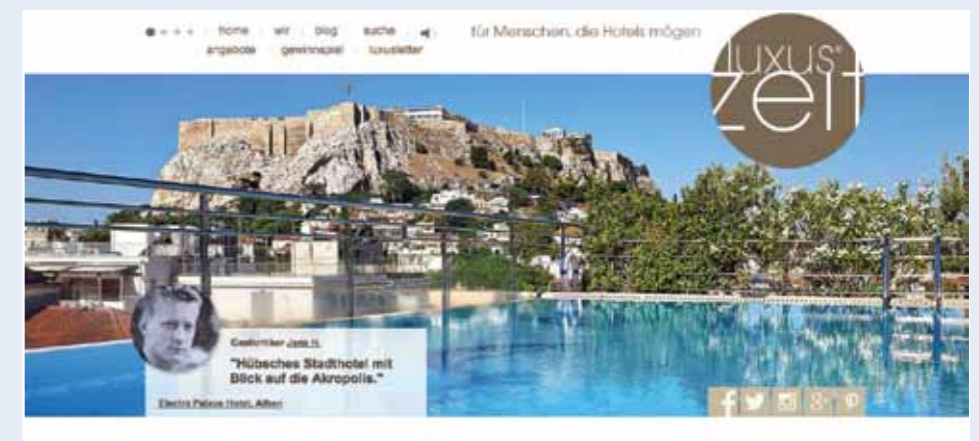 home wir blog suche
angebote gewinnspiel luxusletter
für Menschen, die Hotels mögen
luxus®
zeit
Gastkritiker Jens H.
"Hübsches Stadthotel mit
Blick auf die Akropolis."
Electra Palace Hotel, Athen